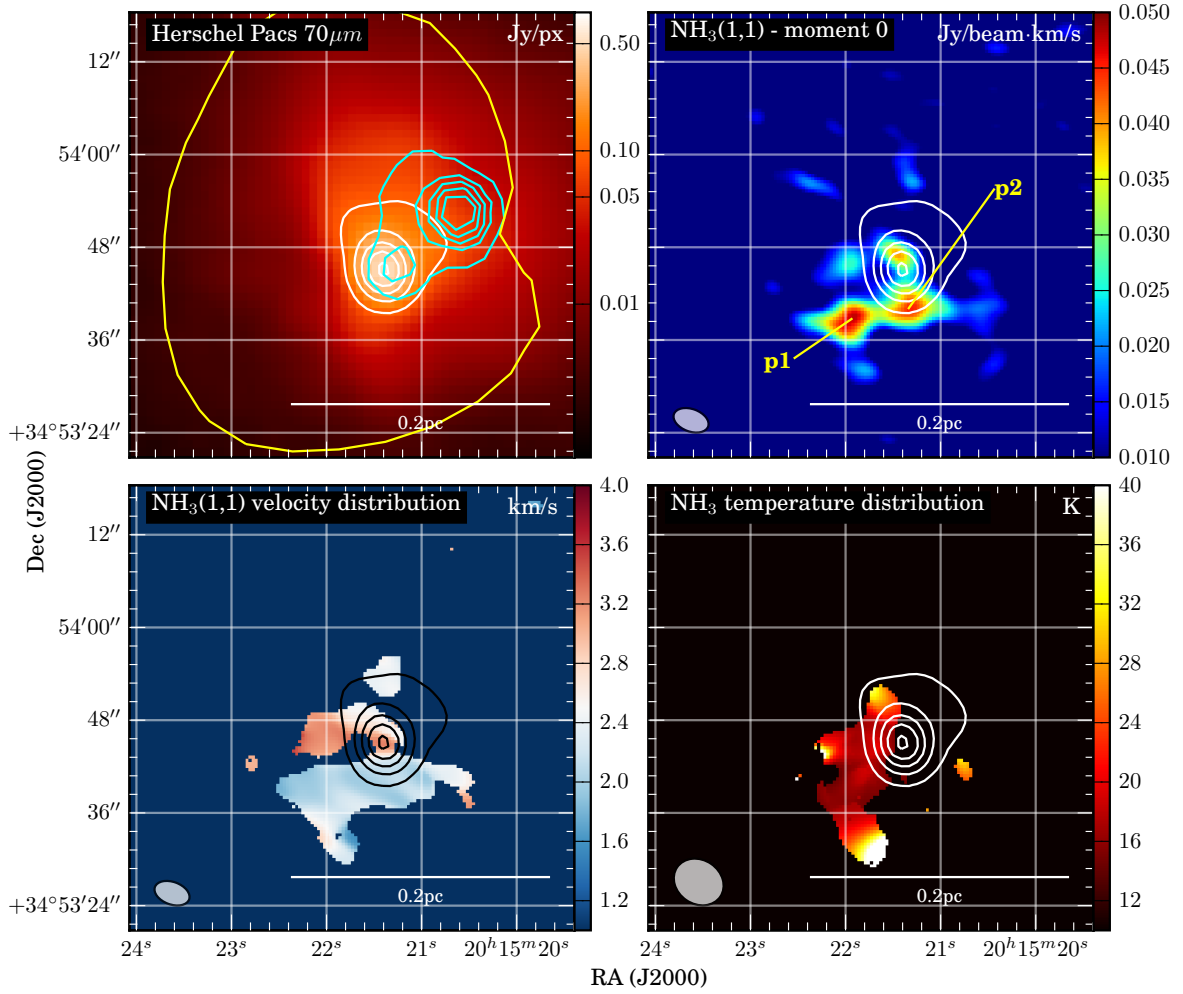 Herschel Pacs 70μm
Jy/px
0.50
0.10
0.05
0.01
12″
54′00″
48″
36″
+34°53′24″
0.2pc
NH₃(1,1) - moment 0
Jy/beam·km/s
p2
p1
0.2pc
0.050
0.045
0.040
0.035
0.030
0.025
0.020
0.015
0.010
NH₃(1,1) velocity distribution
km/s
4.0
3.6
3.2
2.8
2.4
2.0
1.6
1.2
12″
54′00″
48″
36″
+34°53′24″
0.2pc
24ˢ
23ˢ
22ˢ
21ˢ
20ʰ15ᵐ20ˢ
NH₃ temperature distribution
K
40
36
32
28
24
20
16
12
0.2pc
24ˢ
23ˢ
22ˢ
21ˢ
20ʰ15ᵐ20ˢ
Dec (J2000)
RA (J2000)